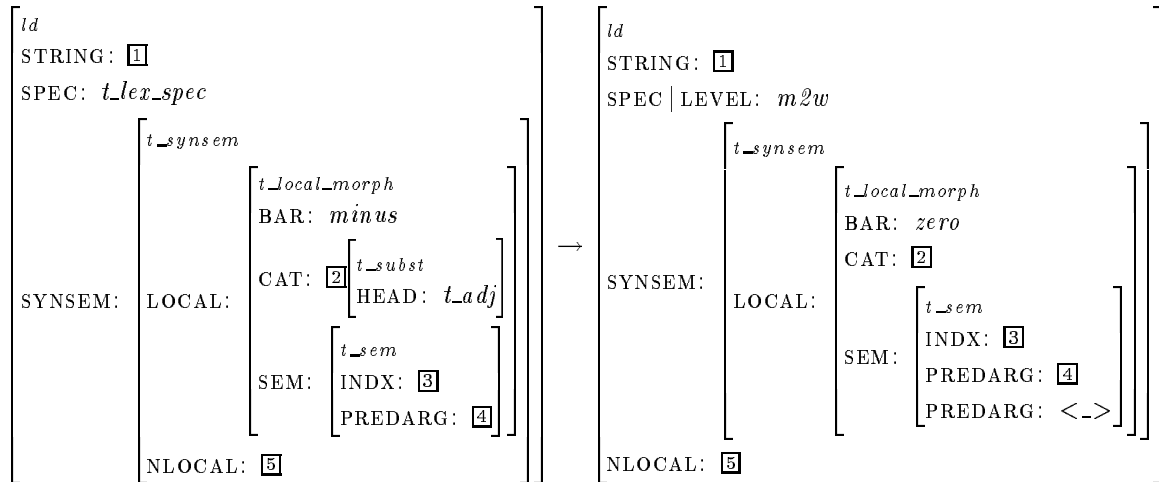 ld
STRING: 1
SPEC: t_lex_spec
SYNSEM:
t_synsem
LOCAL:
t_local_morph
BAR: minus
CAT: 2
t_subst
HEAD: t_adj
SEM:
t_sem
INDX: 3
PREDARG: 4
NLOCAL: 5
→
ld
STRING: 1
SPEC | LEVEL: m2w
SYNSEM:
t_synsem
LOCAL:
t_local_morph
BAR: zero
CAT: 2
SEM:
t_sem
INDX: 3
PREDARG: 4
PREDARG: <_>
NLOCAL: 5